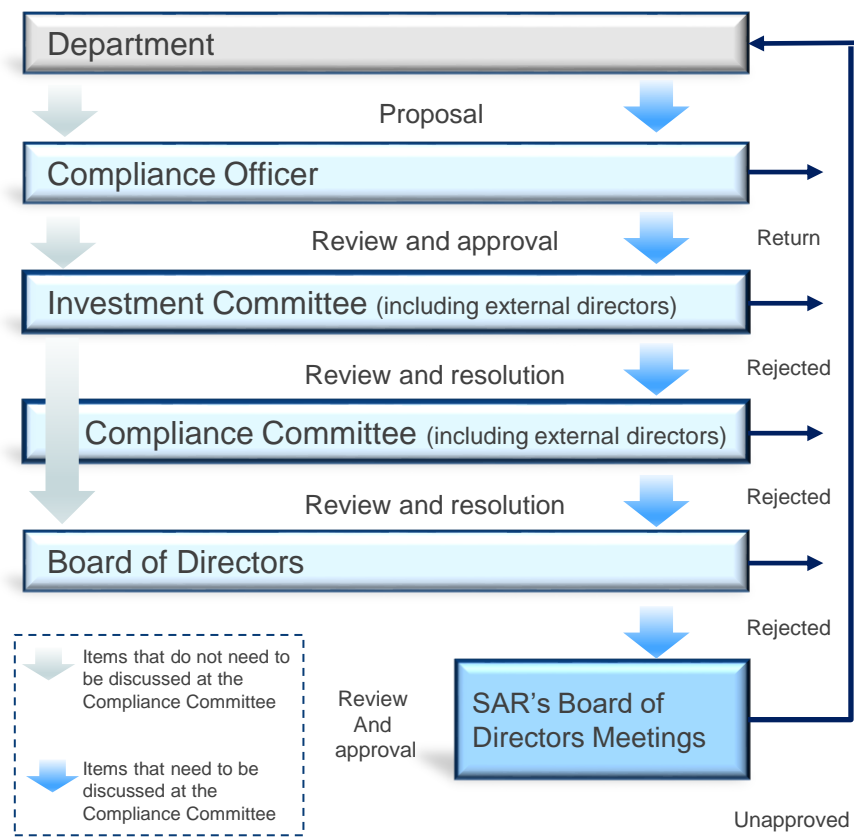 Department
Proposal
Compliance Officer
Review and approval
Return
Investment Committee (including external directors)
Review and resolution
Rejected
Compliance Committee (including external directors)
Review and resolution
Rejected
Board of Directors
Rejected
Items that do not need to
be discussed at the
Compliance Committee
Items that need to be
discussed at the
Compliance Committee
Review
And
approval
SAR's Board of
Directors Meetings
Unapproved